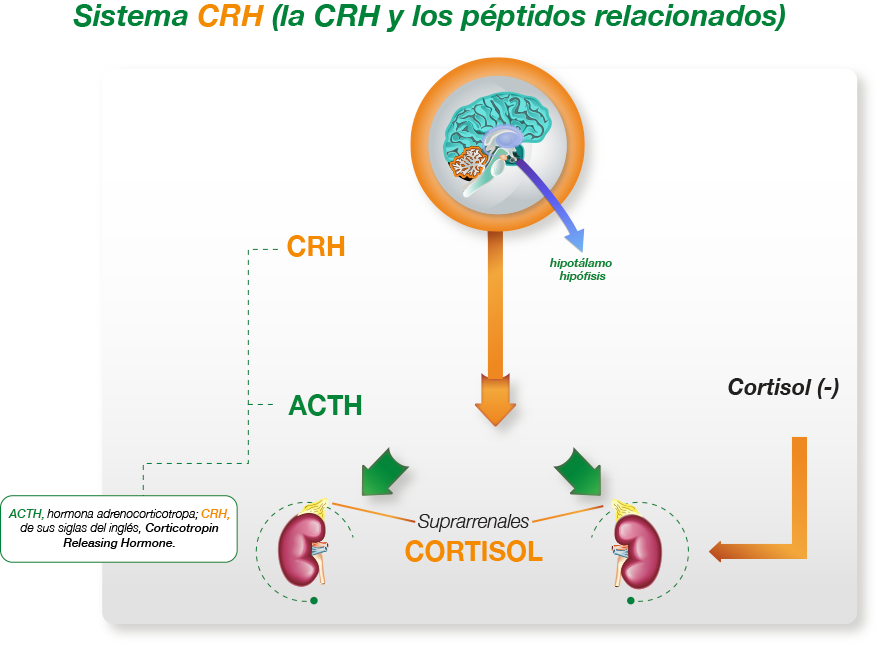 Sistema CRH (la CRH y los péptidos relacionados)
CRH
hipotálamo
hipófisis
Cortisol (-)
ACTH
ACTH, hormona adrenocorticotropa; CRH,
de sus siglas del inglés, Corticotropin
Releasing Hormone.
Suprarrenales
CORTISOL